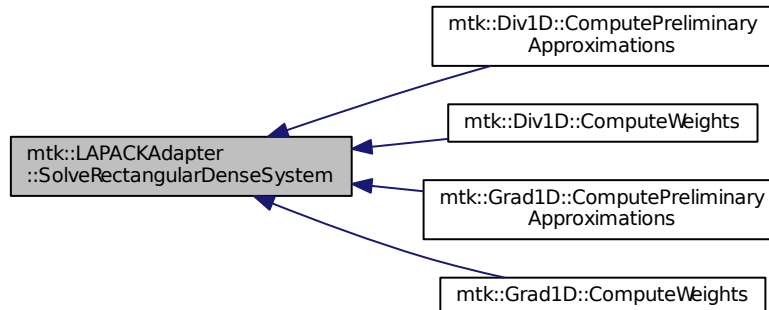 mtk::Div1D::ComputePreliminary
Approximations
mtk::Div1D::ComputeWeights
mtk::LAPACKAdapter
::SolveRectangularDenseSystem
mtk::Grad1D::ComputePreliminary
Approximations
mtk::Grad1D::ComputeWeights